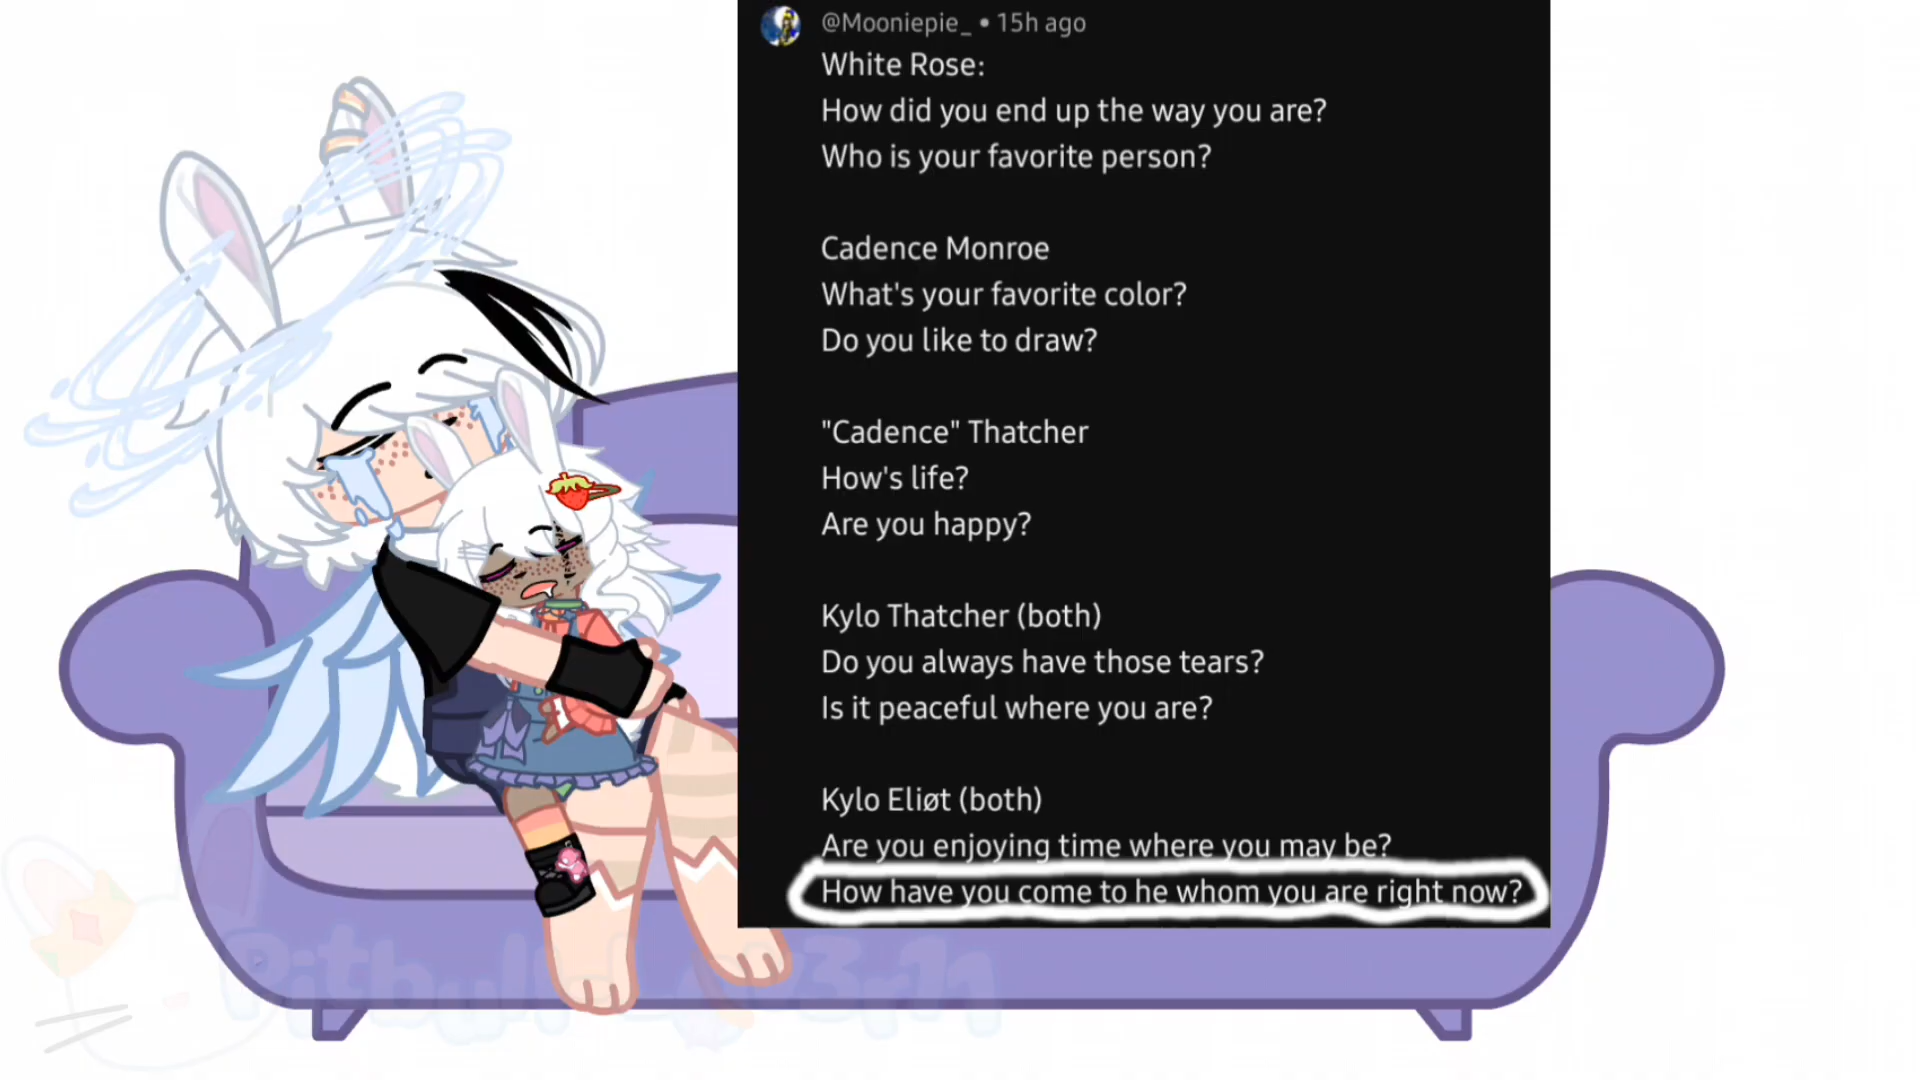 @Mooniepie_ • 15h ago
White Rose:
How did you end up the way you are?
Who is your favorite person?
Cadence Monroe
What's your favorite color?
Do you like to draw?
"Cadence" Thatcher
How's life?
Are you happy?
Kylo Thatcher (both)
Do you always have those tears?
Is it peaceful where you are?
Kylo Eliøt (both)
Are you enjoying time where you may be?
How have you come to he whom you are right now?